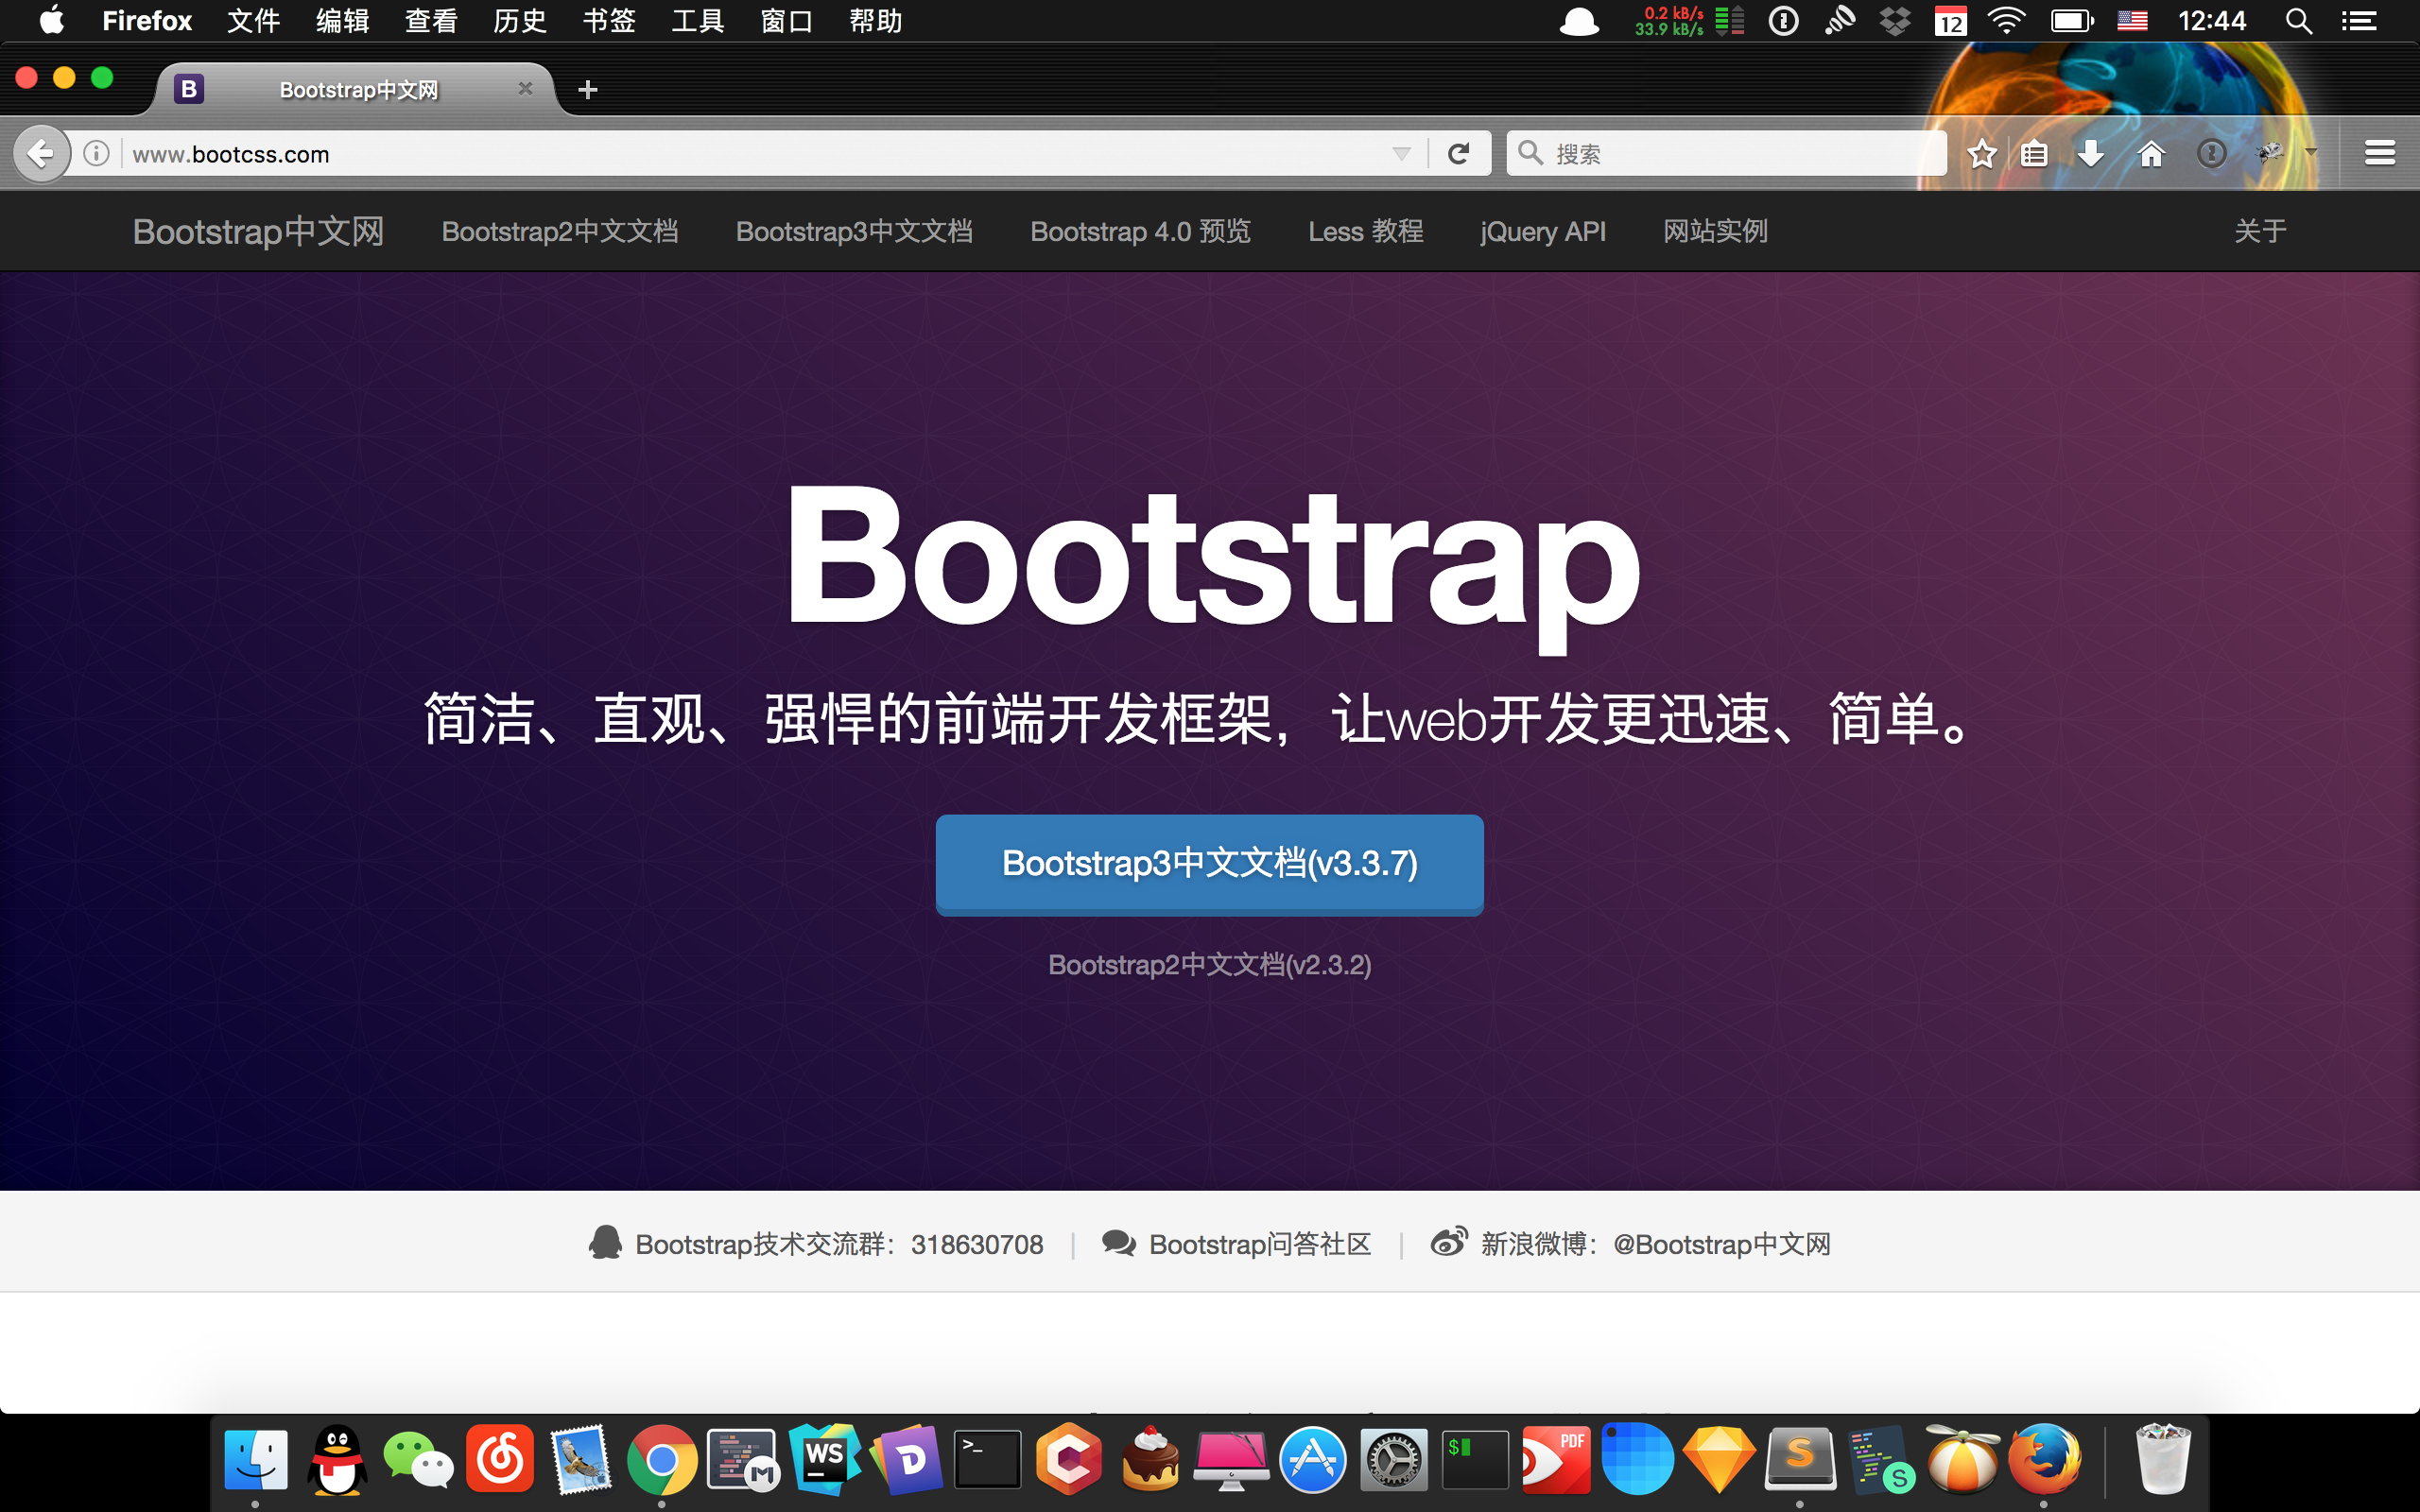 Firefox 文件 编辑 查看 历史 书签 工具 窗口 帮助 0.2 kB/s 33.9 kB/s 12 12:44
B Bootstrap中文网
www.bootcss.com 搜索
Bootstrap中文网 Bootstrap2中文文档 Bootstrap3中文文档 Bootstrap 4.0 预览 Less 教程 jQuery API 网站实例 关于
Bootstrap
简洁、直观、强悍的前端开发框架，让web开发更迅速、简单。
Bootstrap3中文文档(v3.3.7)
Bootstrap2中文文档(v2.3.2)
Bootstrap技术交流群：318630708 | Bootstrap问答社区 | 新浪微博：@Bootstrap中文网
M WS D >_ C $ PDF S S